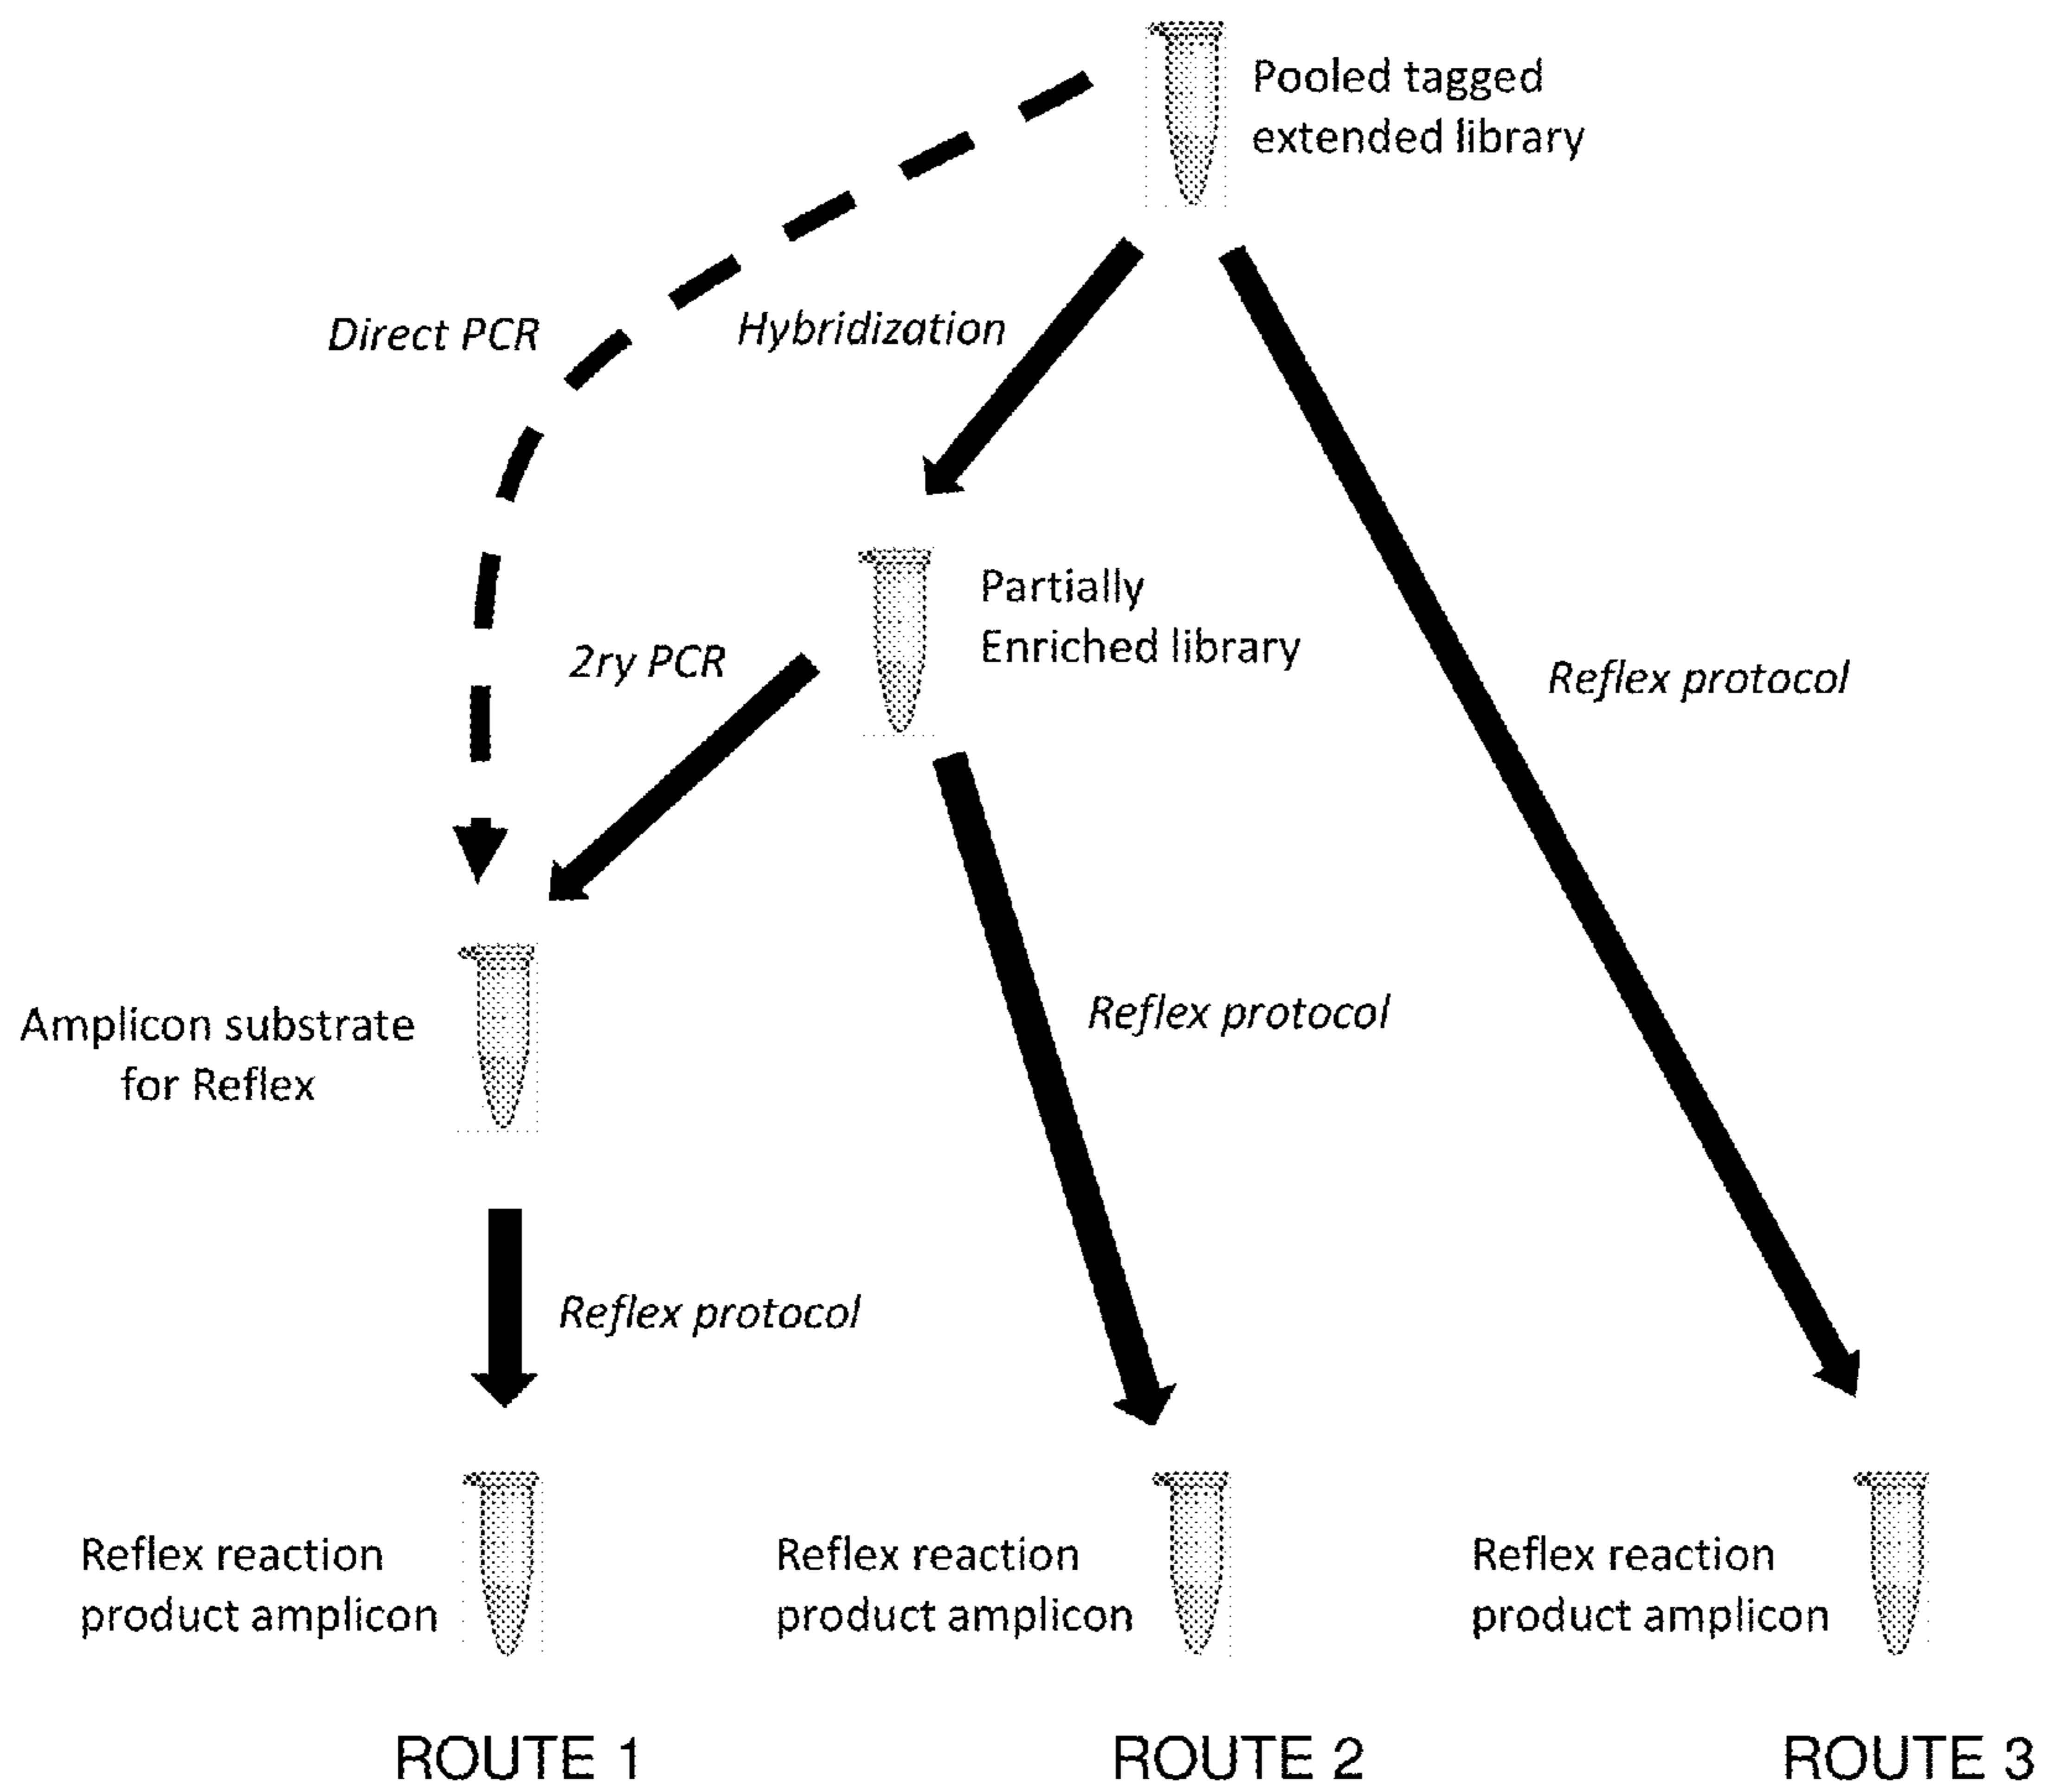 Pooled tagged
extended library
Direct PCR
Hybridization
Partially
Enriched library
2ry PCR
Reflex protocol
Amplicon substrate
for Reflex
Reflex protocol
Reflex protocol
Reflex reaction
product amplicon
Reflex reaction
product amplicon
Reflex reaction
product amplicon
ROUTE 1
ROUTE 2
ROUTE 3